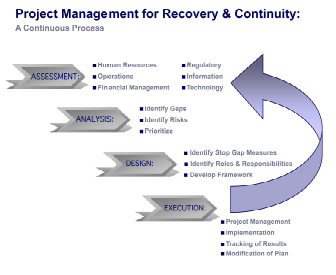 Project Management for Recovery & Continuity:
A Continuous Process
ASSESSMENT:
Human Resources
Operations
Financial Management
Regulatory
Information
Technology
ANALYSIS:
Identify Gaps
Identify Risks
Prioritize
DESIGN:
Identify Stop Gap Measures
Identify Roles & Responsibilities
Develop Framework
EXECUTION:
Project Management
Implementation
Tracking of Results
Modification of Plan